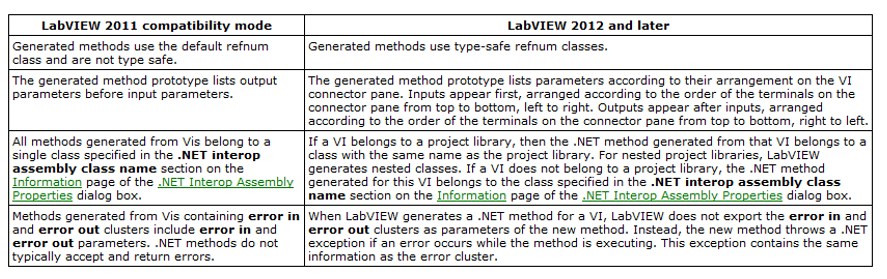 LabVIEW 2011 compatibility mode
LabVIEW 2012 and later
Generated methods use the default refnum
class and are not type safe.
Generated methods use type-safe refnum classes.
The generated method prototype lists output
parameters before input parameters.
The generated method prototype lists parameters according to their arrangement on the VI
connector pane. Inputs appear first, arranged according to the order of the terminals on the
connector pane from top to bottom, left to right. Outputs appear after inputs, arranged
according to the order of the terminals on the connector pane from top to bottom, right to left.
All methods generated from Vis belong to a
single class specified in the .NET interop
assembly class name section on the
Information page of the .NET Interop Assembly
Properties dialog box.
If a VI belongs to a project library, then the .NET method generated from that VI belongs to a
class with the same name as the project library. For nested project libraries, LabVIEW
generates nested classes. If a VI does not belong to a project library, the .NET method
generated for this VI belongs to the class specified in the .NET interop assembly class
name section on the Information page of the .NET Interop Assembly Properties dialog box.
Methods generated from Vis containing error in
and error out clusters include error in and
error out parameters. .NET methods do not
typically accept and return errors.
When LabVIEW generates a .NET method for a VI, LabVIEW does not export the error in and
error out clusters as parameters of the new method. Instead, the new method throws a .NET
exception if an error occurs while the method is executing. This exception contains the same
information as the error cluster.